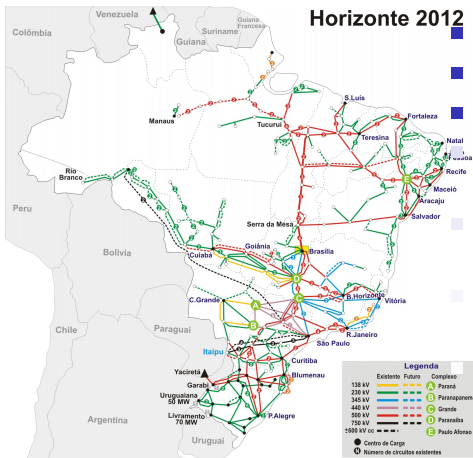 Horizonte 2012
Venezuela
Colômbia
Guiana
Suriname
Guiana
Francesa
Manaus
Tucuruí
S.Luís
Fortaleza
Teresina
Natal
Recife
Maceió
Aracaju
Salvador
E
Rio
Branco
Peru
Serra da Mesa
Bolivia
Cuiabá
Goiânia
Brasília
D
C
C.Grande
A
B
B.Horizonte
Vitória
R.Janeiro
São Paulo
Chile
Paraguai
Itaipu
Curitiba
Blumenau
Yaciretá
Garabi
Uruguaiana
50 MW
Livramento
70 MW
P.Alegre
Argentina
Uruguai
Legenda
Existente Futuro Complexo
138 kV A Paraná
230 kV B Paranapanem
345 kV
440 kV C Grande
500 kV D Paranaíba
750 kV
±600 kV cc E Paulo Afonso
Centro de Carga
N Número de circuitos existentes